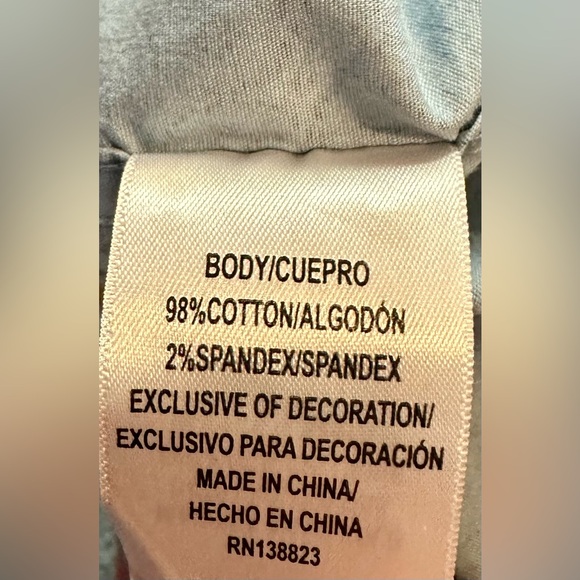 BODY/CUEPRO
98%COTTON/ALGODÓN
2%SPANDEX/SPANDEX
EXCLUSIVE OF DECORATION/
EXCLUSIVO PARA DECORACIÓN
MADE IN CHINA/
HECHO EN CHINA
RN138823